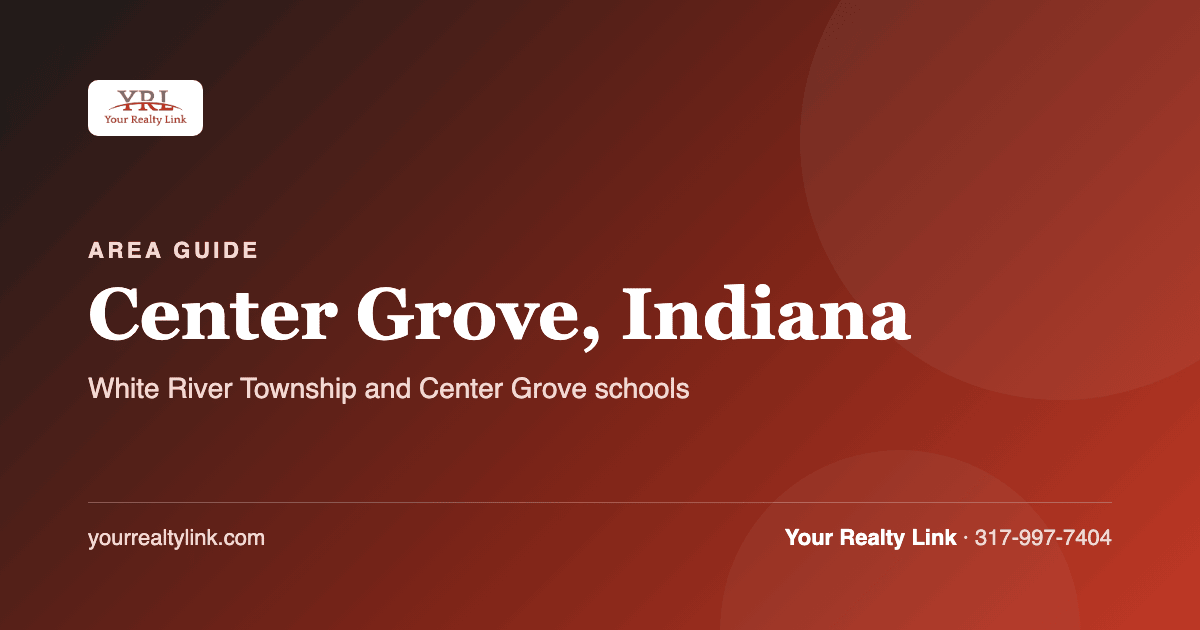 YRL
Your Realty Link
AREA GUIDE
Center Grove, Indiana
White River Township and Center Grove schools
yourrealtylink.com
Your Realty Link · 317-997-7404